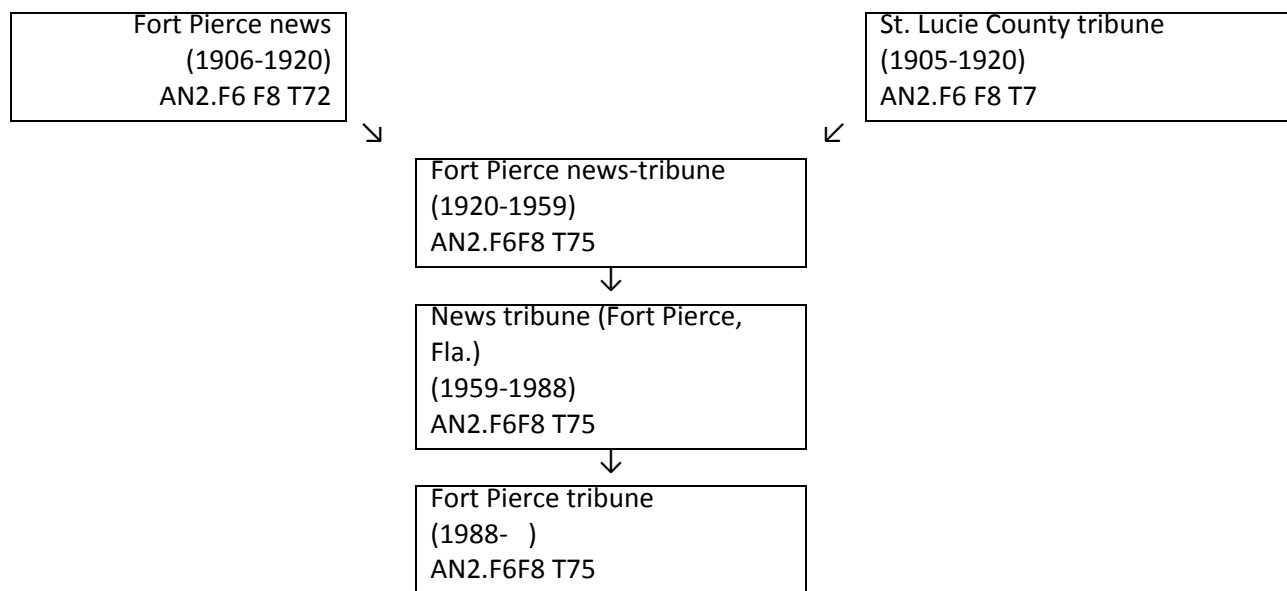 Fort Pierce news
(1906-1920)
AN2.F6 F8 T72
St. Lucie County tribune
(1905-1920)
AN2.F6 F8 T7
Fort Pierce news-tribune
(1920-1959)
AN2.F6F8 T75
News tribune (Fort Pierce,
Fla.)
(1959-1988)
AN2.F6F8 T75
Fort Pierce tribune
(1988-   )
AN2.F6F8 T75